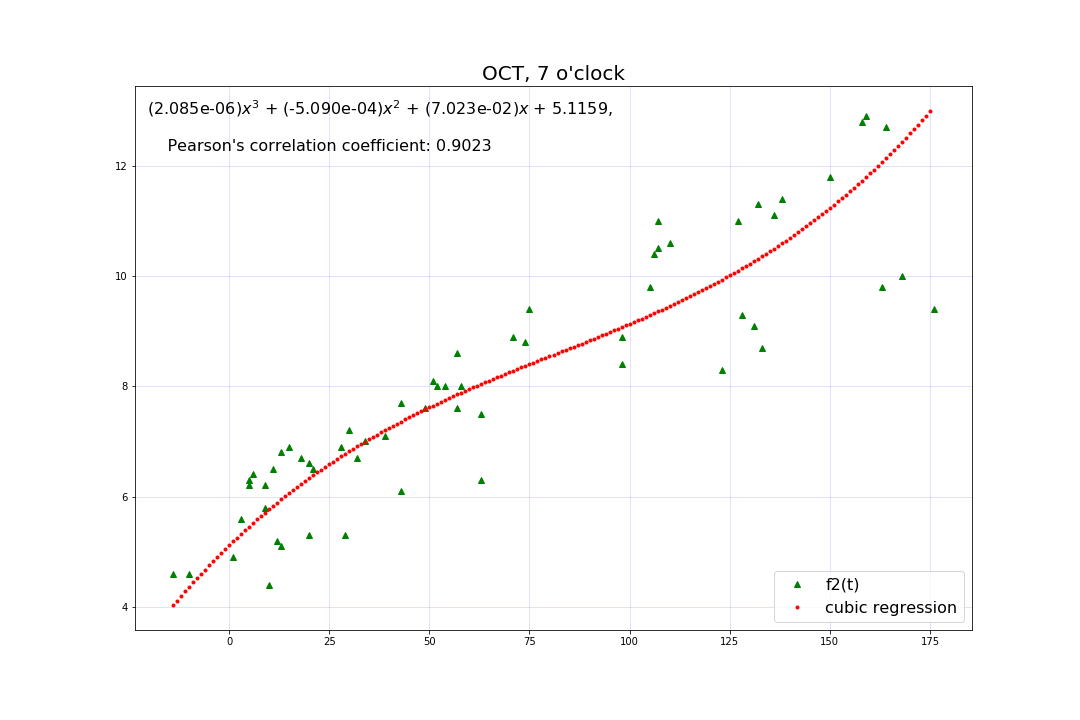 OCT, 7 o'clock
(2.085e-06)x³ + (-5.090e-04)x² + (7.023e-02)x + 5.1159,
Pearson's correlation coefficient: 0.9023
12
10
8
6
4
0 25 50 75 100 125 150 175
f2(t)
cubic regression